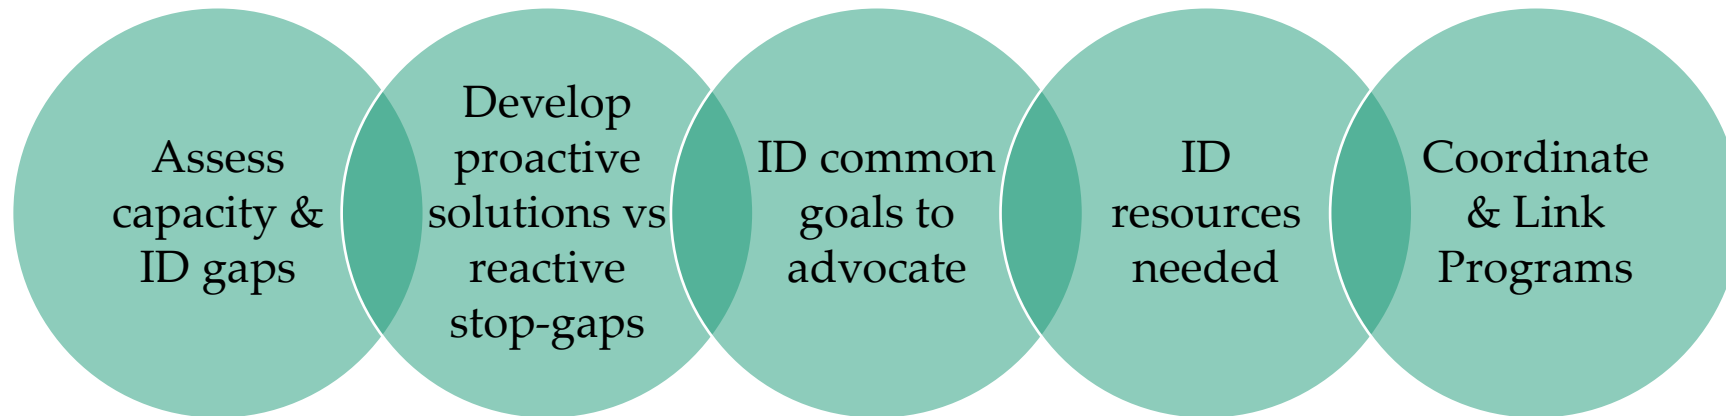 Assess
capacity &
ID gaps
Develop
proactive
solutions vs
reactive
stop-gaps
ID common
goals to
advocate
ID
resources
needed
Coordinate
& Link
Programs